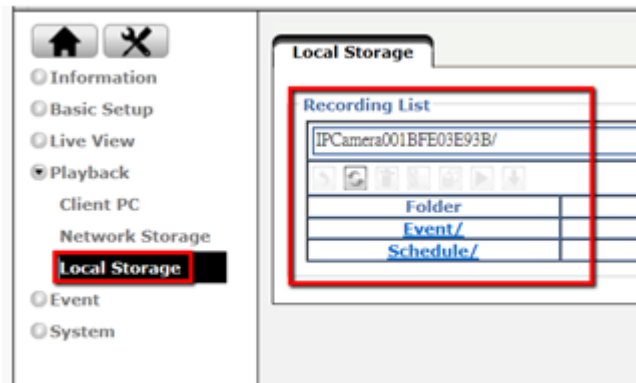 Information
Basic Setup
Live View
Playback
Client PC
Network Storage
Local Storage
Event
System
Local Storage
Recording List
IPCamera001BFE03E93B/
Folder
Event/
Schedule/